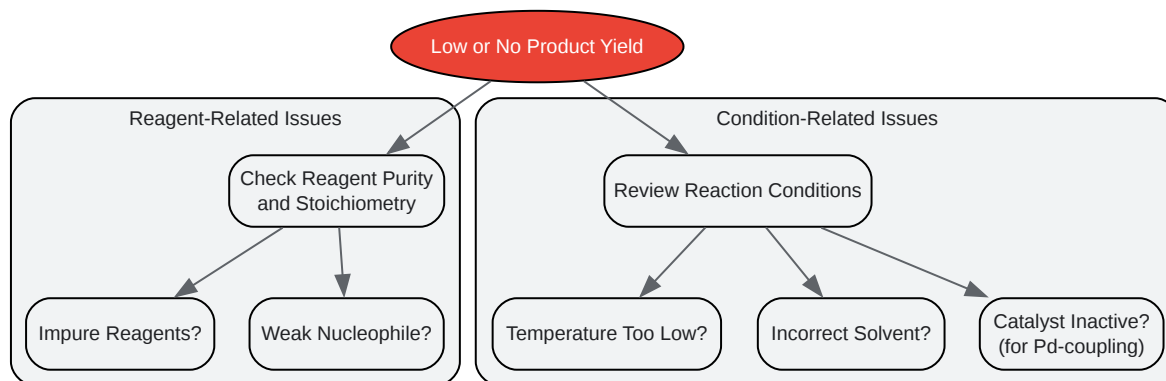 Low or No Product Yield
Reagent-Related Issues
Condition-Related Issues
Check Reagent Purity
and Stoichiometry
Review Reaction Conditions
Impure Reagents?
Weak Nucleophile?
Temperature Too Low?
Incorrect Solvent?
Catalyst Inactive?
(for Pd-coupling)